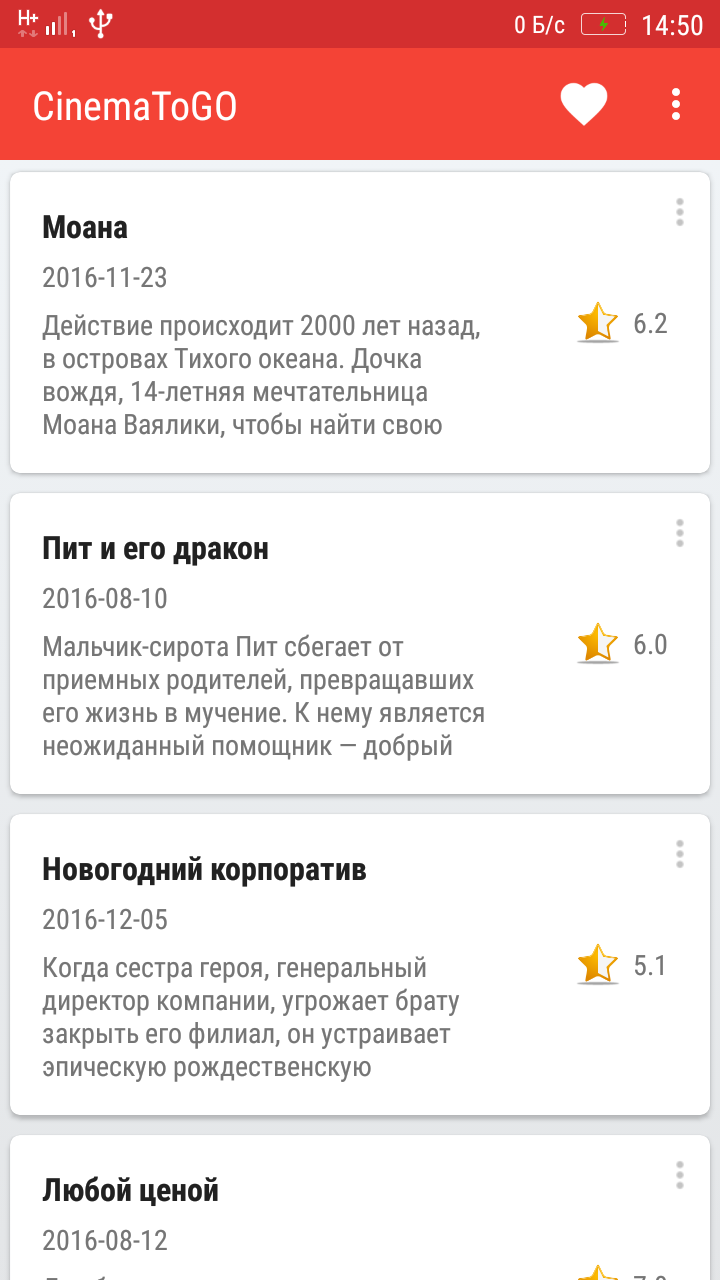 H+ 1 0 Б/с 14:50
CinemaToGO
Моана
2016-11-23
Действие происходит 2000 лет назад,
в островах Тихого океана. Дочка
вождя, 14-летняя мечтательница
Моана Ваялики, чтобы найти свою
6.2
Пит и его дракон
2016-08-10
Мальчик-сирота Пит сбегает от
приемных родителей, превращавших
его жизнь в мучение. К нему является
неожиданный помощник — добрый
6.0
Новогодний корпоратив
2016-12-05
Когда сестра героя, генеральный
директор компании, угрожает брату
закрыть его филиал, он устраивает
эпическую рождественскую
5.1
Любой ценой
2016-08-12